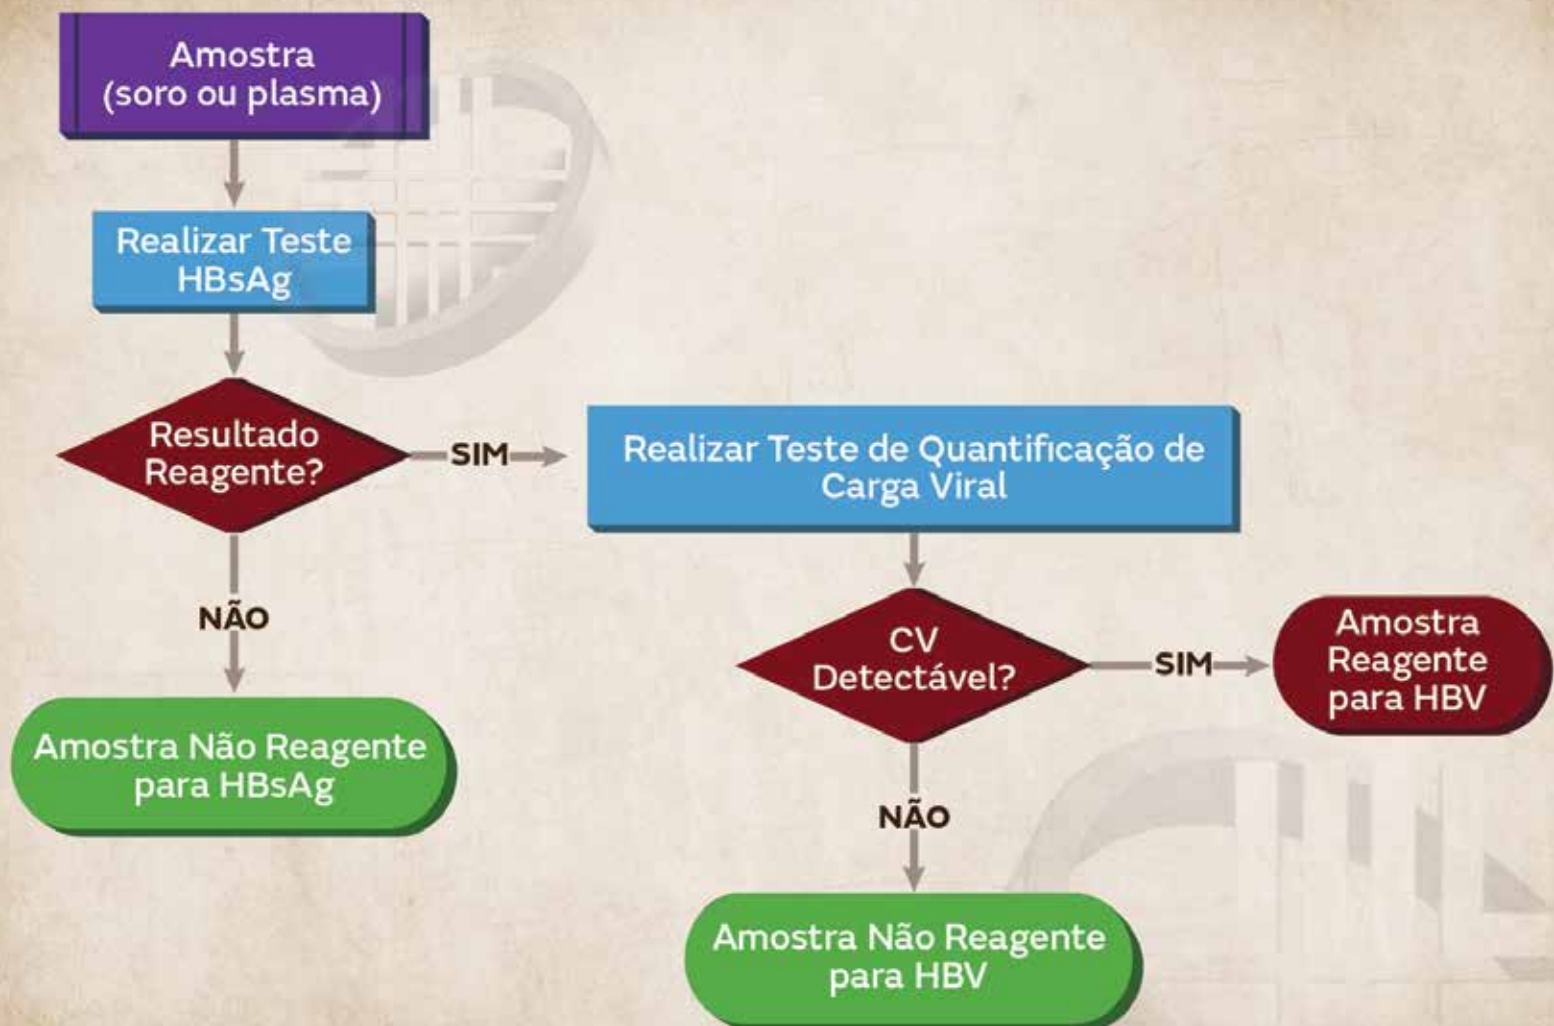 Amostra
(soro ou plasma)
Realizar Teste
HBsAg
Resultado
Reagente?
SIM
Realizar Teste de Quantificação de
Carga Viral
NÃO
Amostra Não Reagente
para HBsAg
CV
Detectável?
SIM
Amostra
Reagente
para HBV
NÃO
Amostra Não Reagente
para HBV